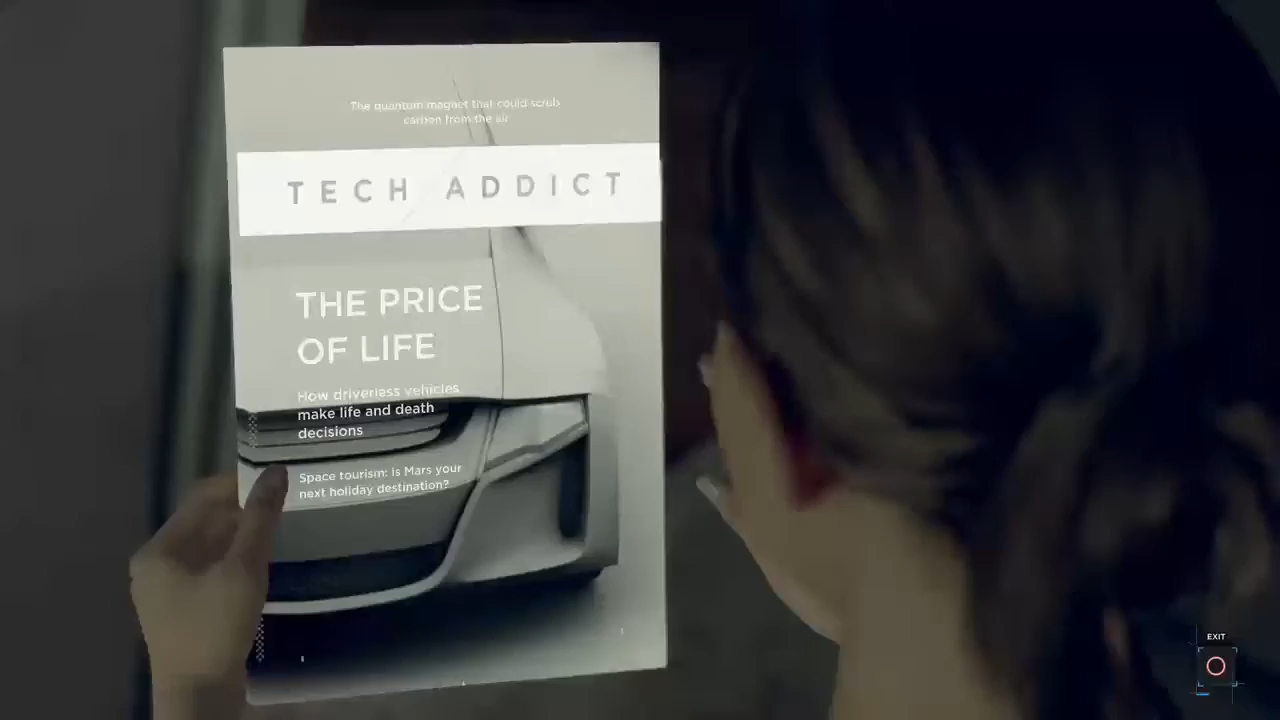 The quantum magnet that could scrub
carbon from the air
TECH ADDICT
THE PRICE
OF LIFE
How driverless vehicles
make life and death
decisions
Space tourism: is Mars your
next holiday destination?
EXIT